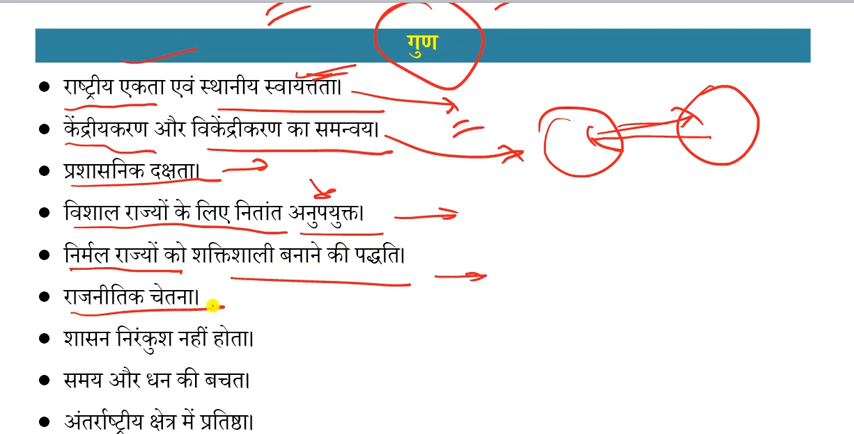 गुण
● राष्ट्रीय एकता एवं स्थानीय स्वायत्तता।
● केंद्रीयकरण और विकेंद्रीकरण का समन्वय।
● प्रशासनिक दक्षता।
● विशाल राज्यों के लिए नितांत अनुपयुक्त।
● निर्मल राज्यों को शक्तिशाली बनाने की पद्धति।
● राजनीतिक चेतना।
● शासन निरंकुश नहीं होता।
● समय और धन की बचत।
● अंतर्राष्ट्रीय क्षेत्र में प्रतिष्ठा।